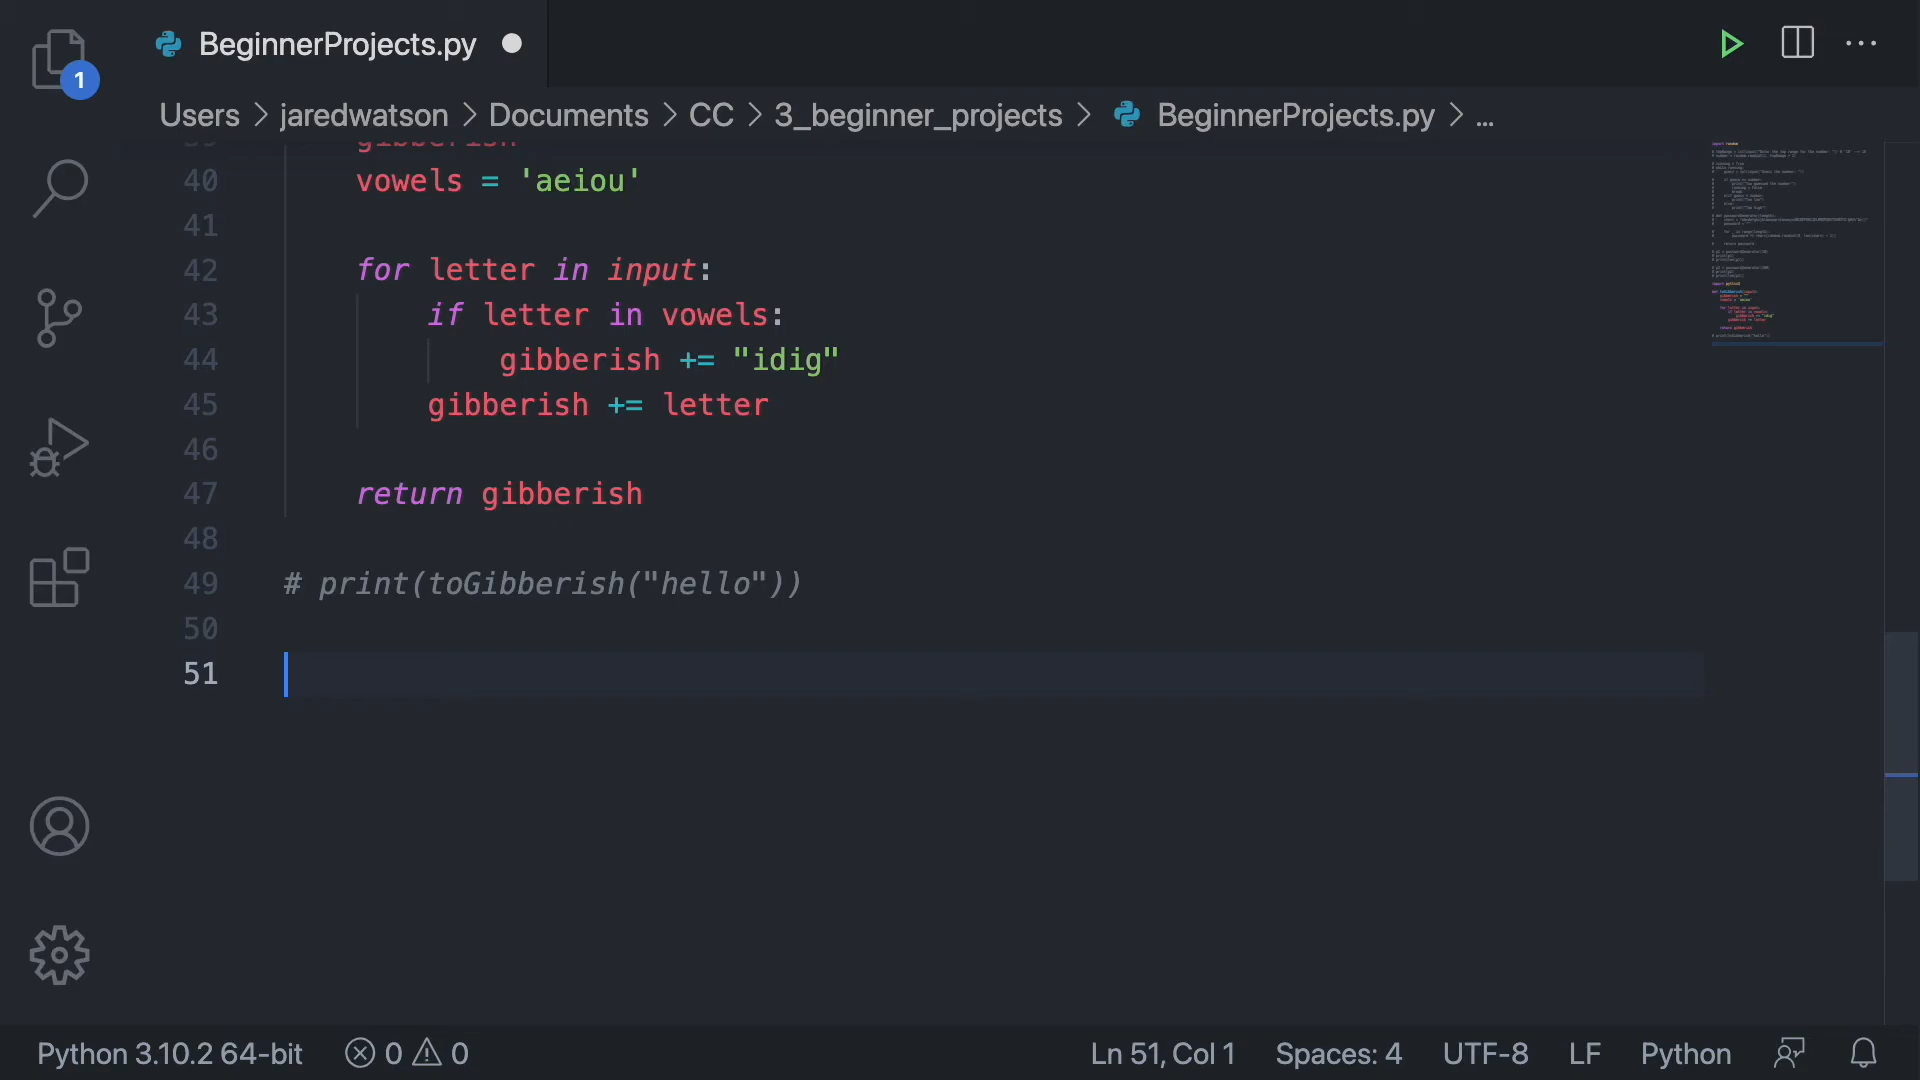 BeginnerProjects.py
1
Users > jaredwatson > Documents > CC > 3_beginner_projects > BeginnerProjects.py > ...
39 gibberish
40 vowels = 'aeiou'
41
42 for letter in input:
43 if letter in vowels:
44 gibberish += "idig"
45 gibberish += letter
46
47 return gibberish
48
49 # print(toGibberish("hello"))
50
51
Python 3.10.2 64-bit 0 0 Ln 51, Col 1 Spaces: 4 UTF-8 LF Python